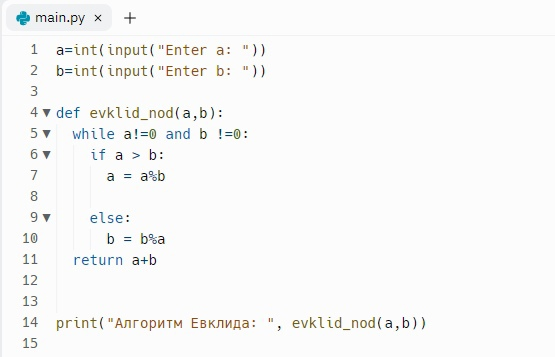 main.py × +
1 a=int(input("Enter a: "))
2 b=int(input("Enter b: "))
3
4 def evklid_nod(a,b):
5 while a!=0 and b !=0:
6 if a > b:
7 a = a%b
8
9 else:
10 b = b%a
11 return a+b
12
13
14 print("Алгоритм Евклида: ", evklid_nod(a,b))
15